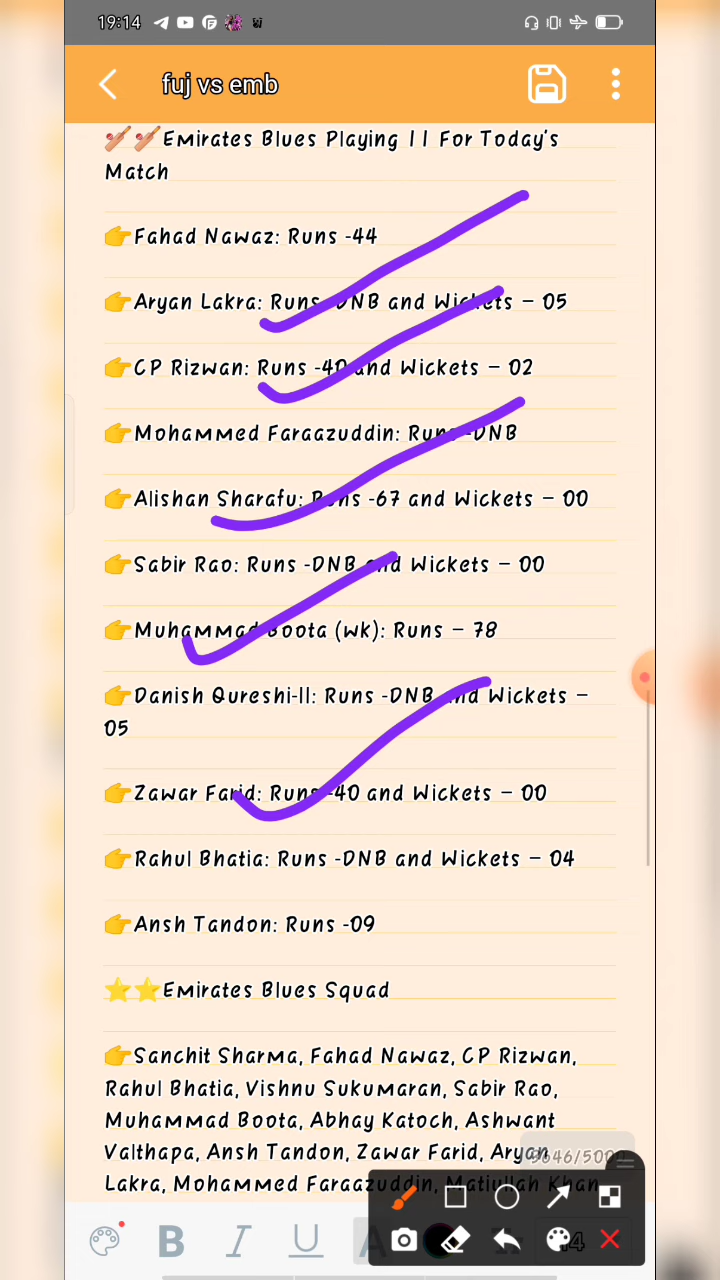 19:14
fuj vs emb
Emirates Blues Playing 11 For Today's
Match
Fahad Nawaz: Runs -44
Aryan Lakra: Runs -DNB and Wickets – 05
CP Rizwan: Runs -40 and Wickets – 02
Mohammed Faraazuddin: Runs -DNB
Alishan Sharafu: Runs -67 and Wickets – 00
Sabir Rao: Runs -DNB and Wickets – 00
Muhammad Boota (wk): Runs – 78
Danish Qureshi-II: Runs -DNB and Wickets –
05
Zawar Farid: Runs -40 and Wickets – 00
Rahul Bhatia: Runs -DNB and Wickets – 04
Ansh Tandon: Runs -09
Emirates Blues Squad
Sanchit Sharma, Fahad Nawaz, CP Rizwan,
Rahul Bhatia, Vishnu Sukumaran, Sabir Rao,
Muhammad Boota, Abhay Katoch, Ashwant
Valthapa, Ansh Tandon, Zawar Farid, Aryan
Lakra, Mohammed Faraazuddin, Matiullah Khan
B I U A